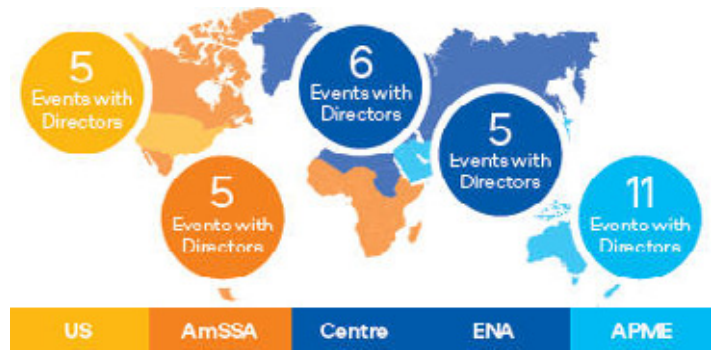 5
Events with
Directors
6
Events with
Directors
5
Events with
Directors
5
Events with
Directors
11
Events with
Directors
US
AmSSA
Centre
ENA
APME